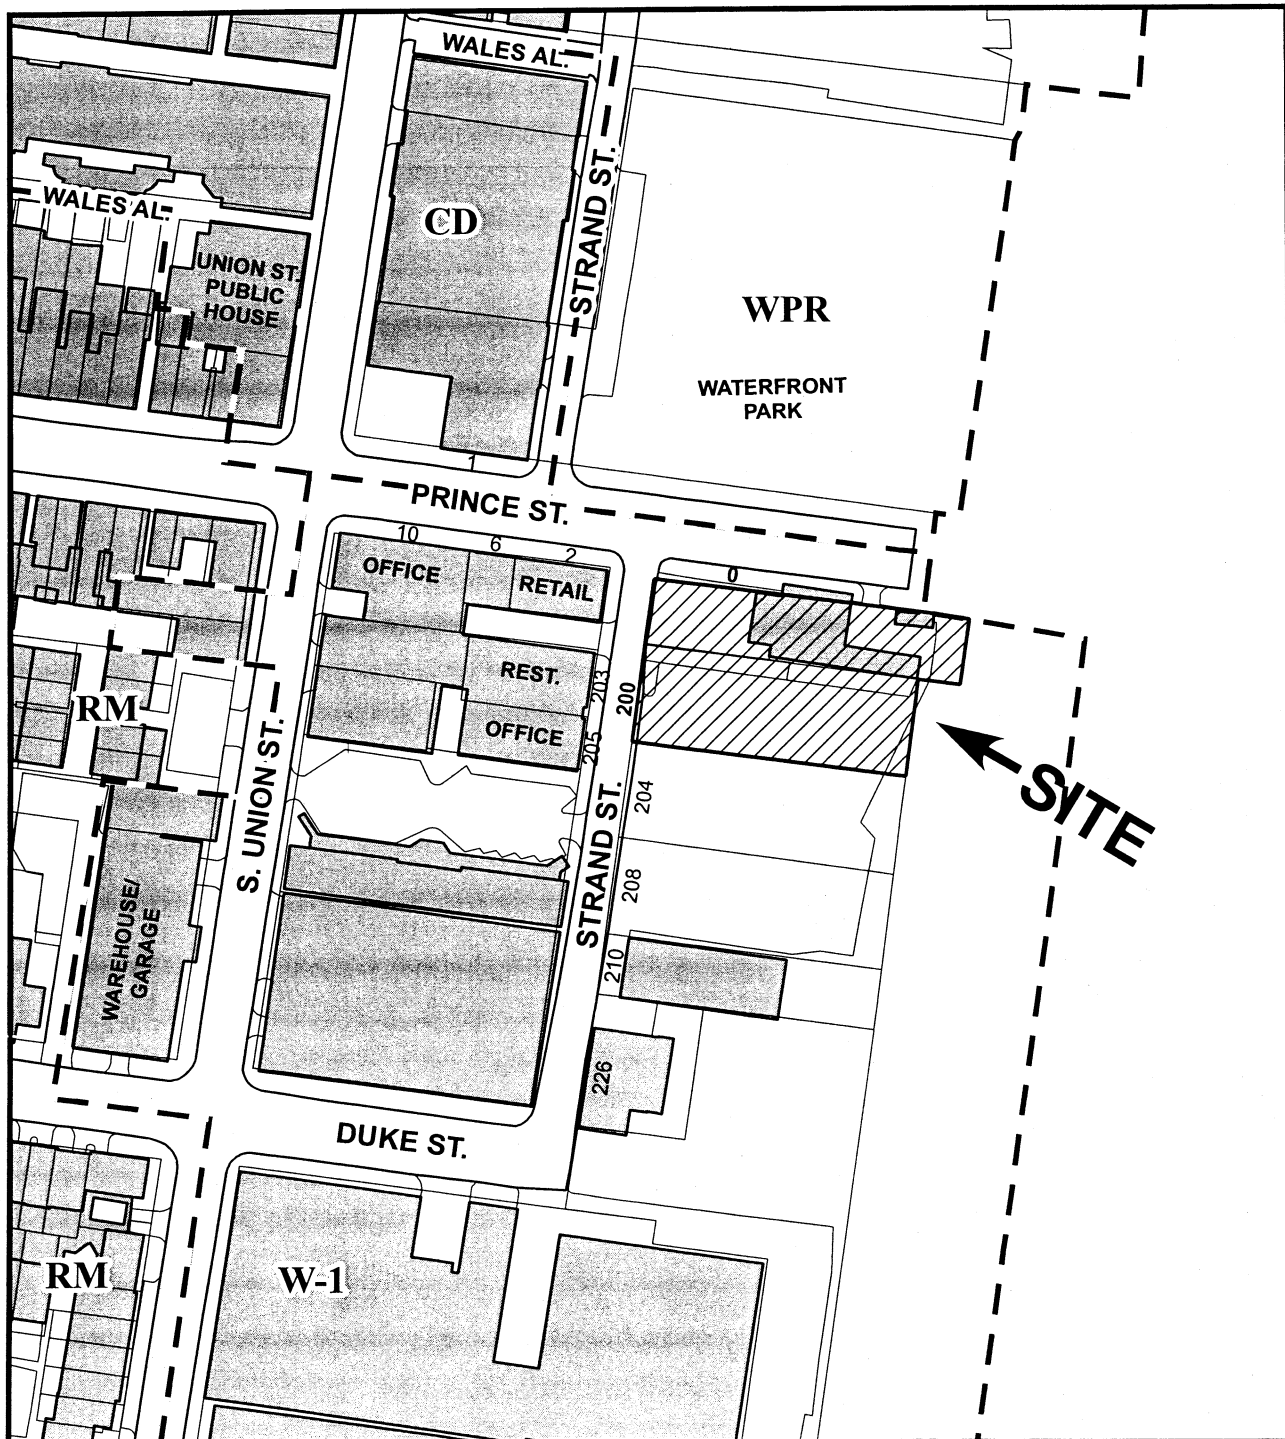 WALES AL.
STRAND ST.
CD
WALES AL.
UNION ST.
PUBLIC
HOUSE
WPR
WATERFRONT
PARK
1
PRINCE ST.
10
6
2
0
OFFICE
RETAIL
REST.
203
200
OFFICE
205
RM
S. UNION ST.
STRAND ST.
204
SITE
208
WAREHOUSE/
GARAGE
210
226
DUKE ST.
RM
W-1